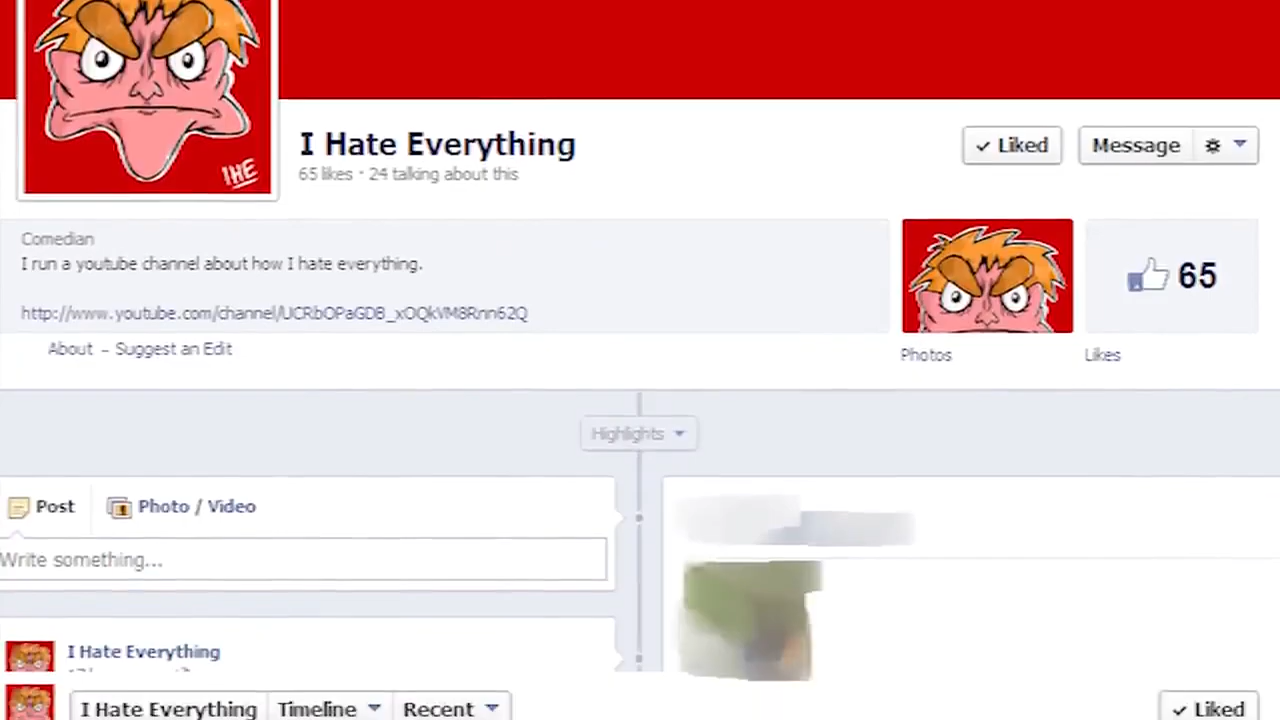 IHE
I Hate Everything
65 likes · 24 talking about this
✓ Liked
Message
Comedian
I run a youtube channel about how I hate everything.
http://www.youtube.com/channel/UCRbOPaGDB_xOQkVM8Rnn62Q
65
About – Suggest an Edit
Photos
Likes
Highlights
Post
Photo / Video
Write something...
I Hate Everything
I Hate Everything
Timeline
Recent
✓ Liked